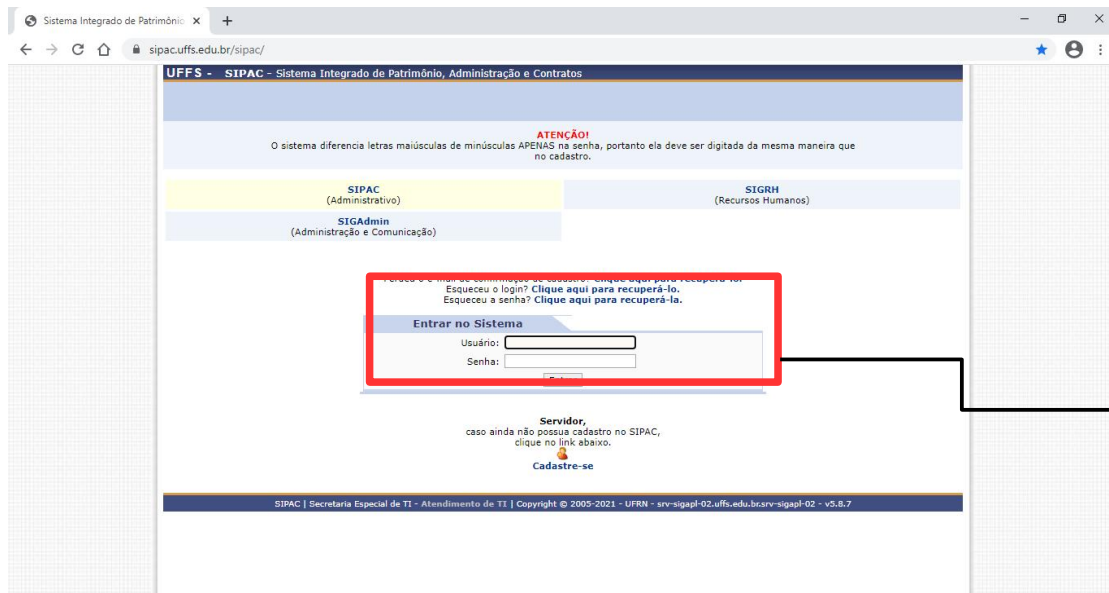 Sistema Integrado de Patrimônio
sipac.uffs.edu.br/sipac/
UFFS - SIPAC - Sistema Integrado de Patrimônio, Administração e Contratos
ATENÇÃO!
O sistema diferencia letras maiúsculas de minúsculas APENAS na senha, portanto ela deve ser digitada da mesma maneira que
no cadastro.
SIPAC
(Administrativo)
SIGRH
(Recursos Humanos)
SIGAdmin
(Administração e Comunicação)
Esqueceu o login? Clique aqui para recuperá-lo.
Esqueceu a senha? Clique aqui para recuperá-la.
Entrar no Sistema
Usuário:
Senha:
Servidor,
caso ainda não possua cadastro no SIPAC,
clique no link abaixo.
Cadastre-se
SIPAC | Secretaria Especial de TI - Atendimento de TI | Copyright © 2005-2021 - UFRN - srv-sigapl-02.uffs.edu.br.srv-sigapl-02 - v5.8.7